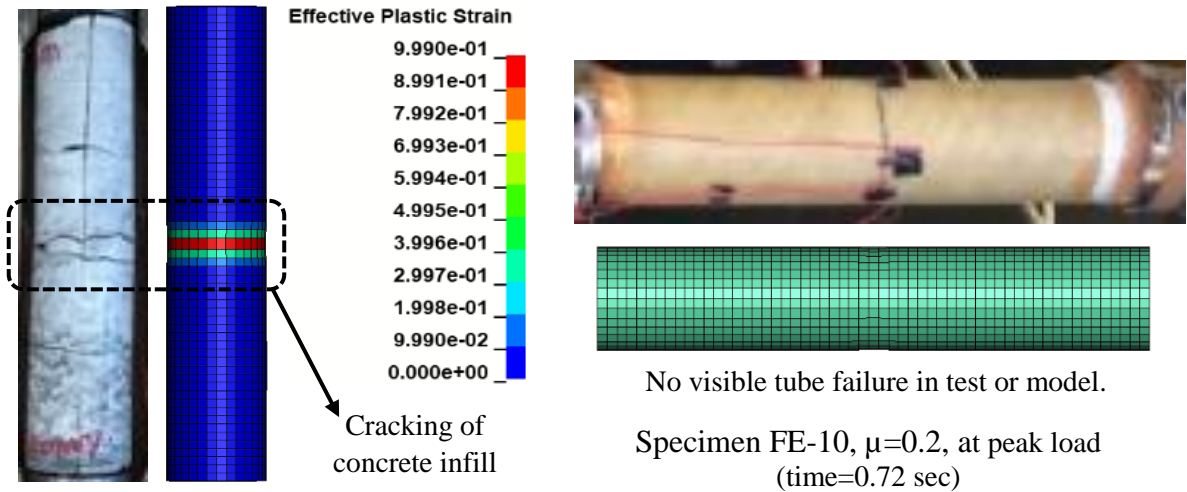 Effective Plastic Strain
9.990e-01
8.991e-01
7.992e-01
6.993e-01
5.994e-01
4.995e-01
3.996e-01
2.997e-01
1.998e-01
9.990e-02
0.000e+00
Cracking of
concrete infill
No visible tube failure in test or model.
Specimen FE-10, µ=0.2, at peak load
(time=0.72 sec)